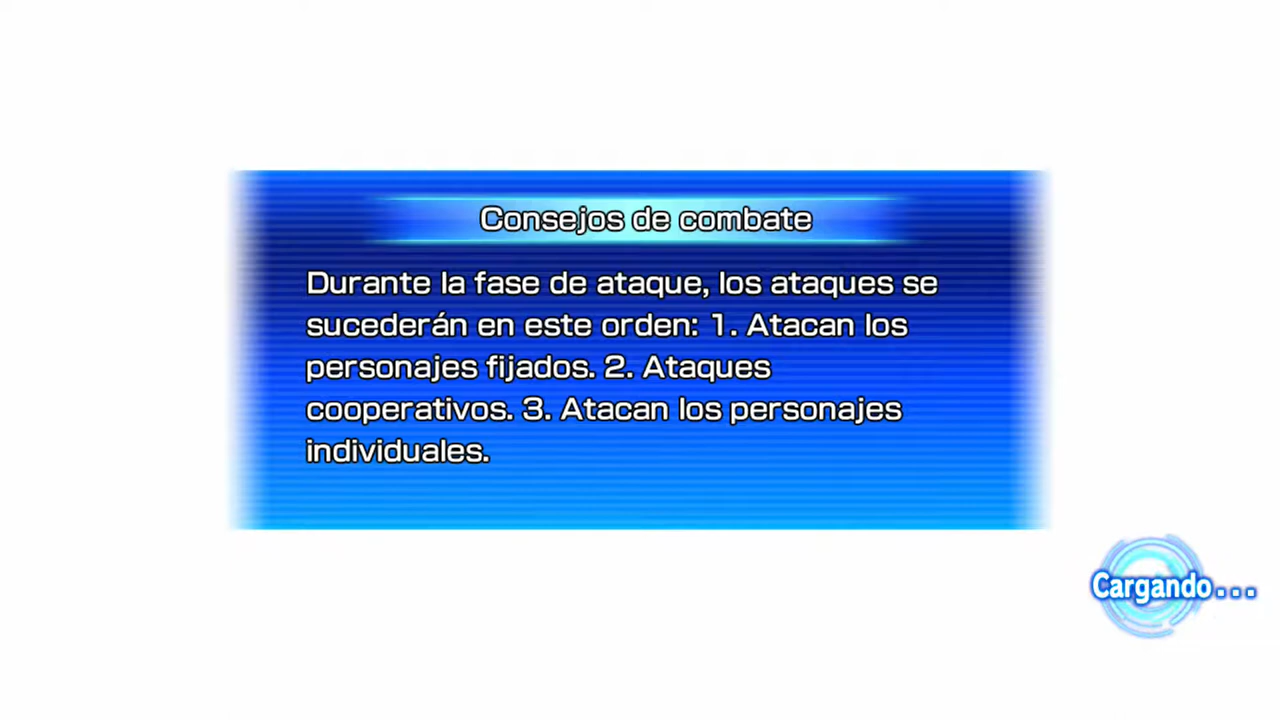 Consejos de combate
Durante la fase de ataque, los ataques se
sucederán en este orden: 1. Atacan los
personajes fijados. 2. Ataques
cooperativos. 3. Atacan los personajes
individuales.
Cargando...